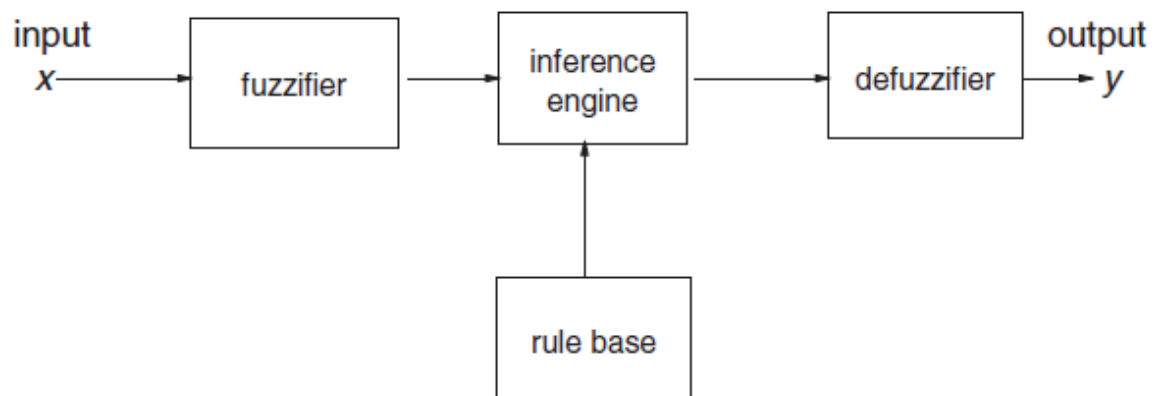 input
x
fuzzifier
inference
engine
defuzzifier
output
y
rule base